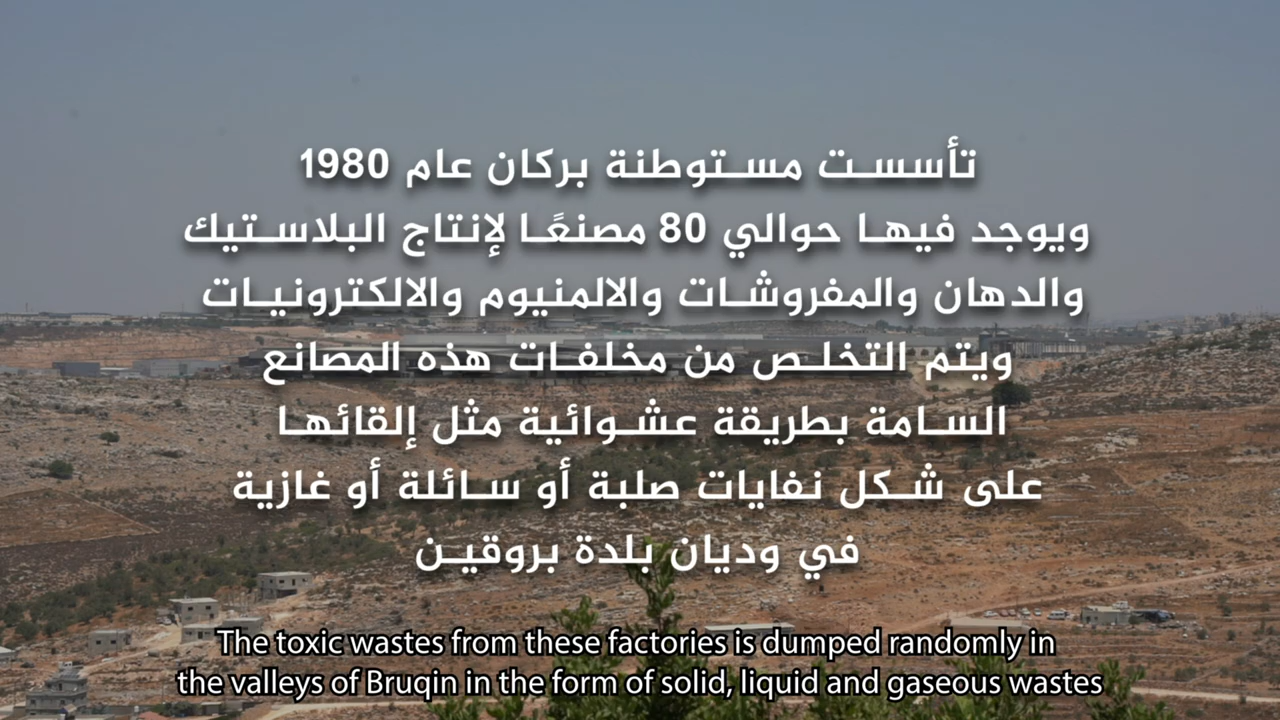 تأسست مستوطنة بركان عام 1980
ويوجد فيها حوالي 80 مصنعًا لإنتاج البلاستيك
والدهان والمفروشات والالمنيوم والالكترونيات
ويتم التخلص من مخلفات هذه المصانع
السامة بطريقة عشوائية مثل إلقائها
على شكل نفايات صلبة أو سائلة أو غازية
في وديان بلدة بروقين
The toxic wastes from these factories is dumped randomly in
the valleys of Bruqin in the form of solid, liquid and gaseous wastes